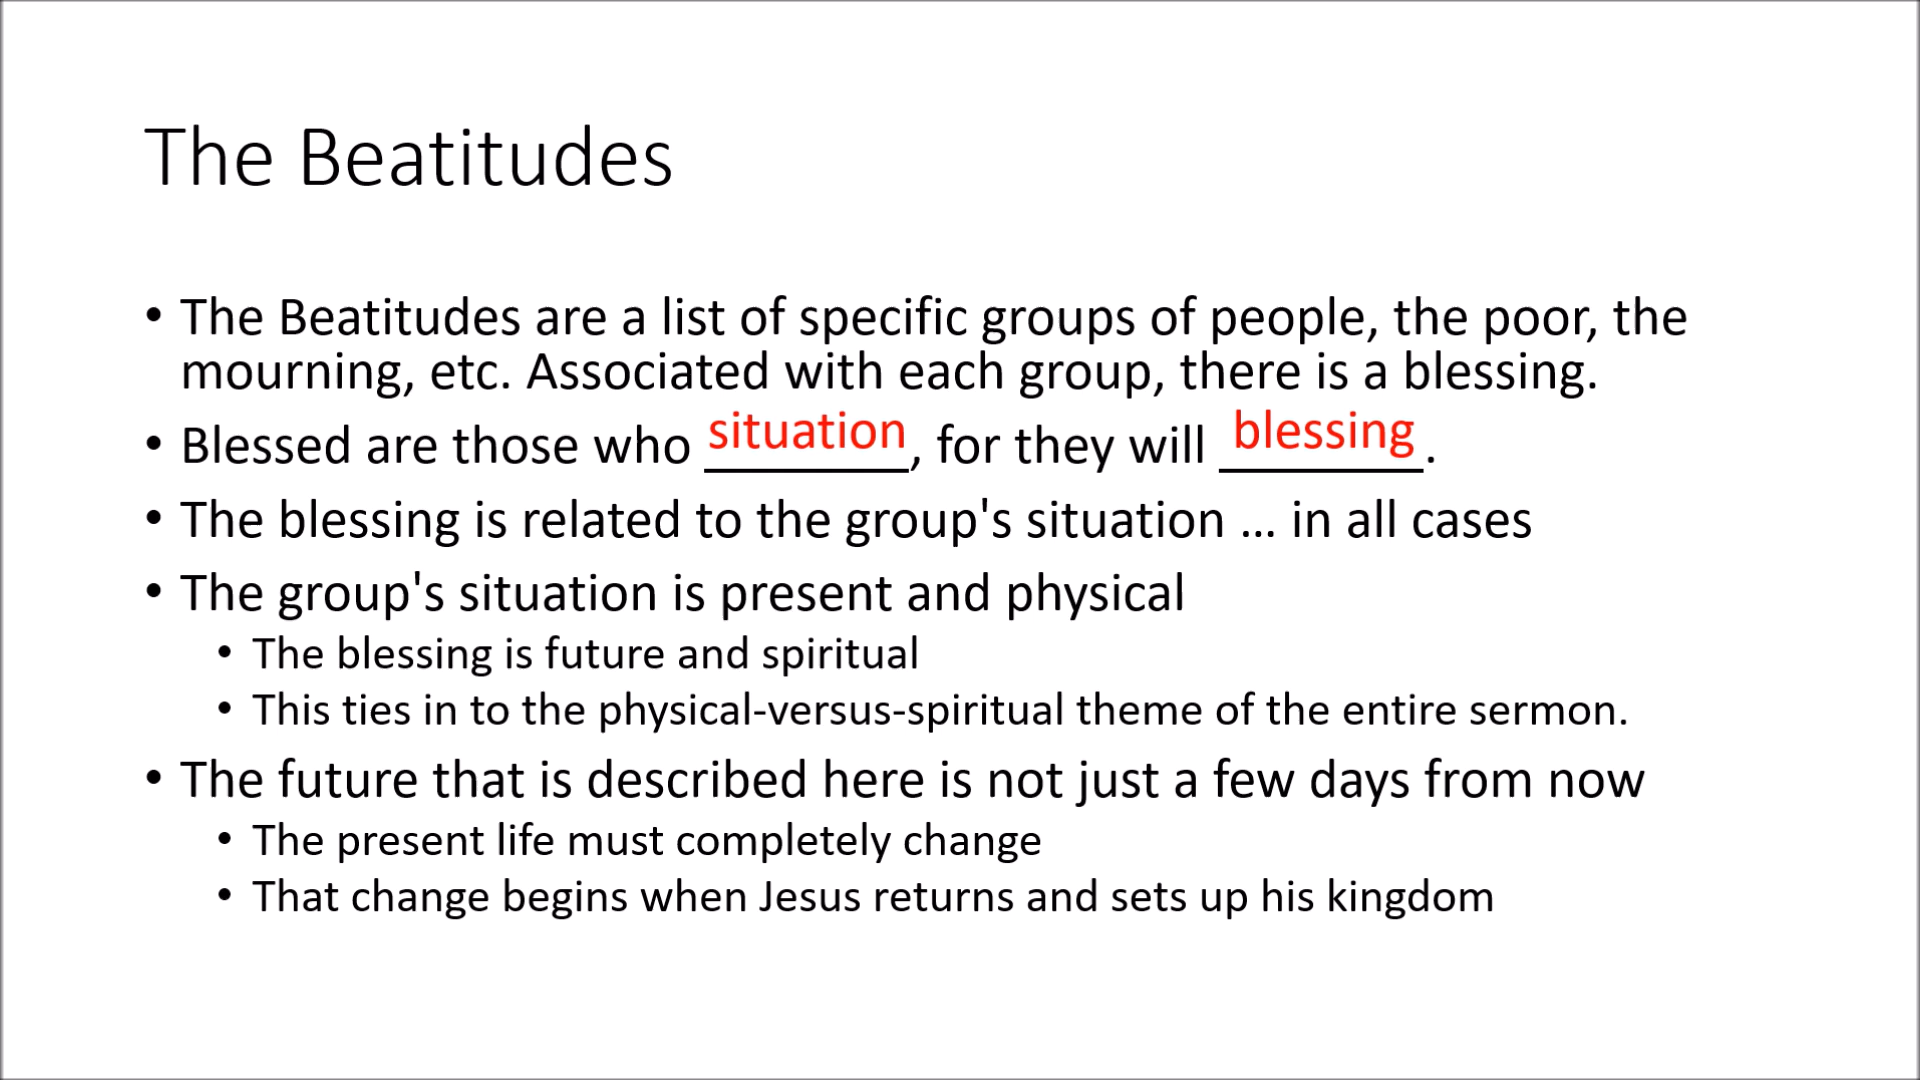 The Beatitudes
• The Beatitudes are a list of specific groups of people, the poor, the
mourning, etc. Associated with each group, there is a blessing.
• Blessed are those who situation, for they will blessing.
• The blessing is related to the group's situation ... in all cases
• The group's situation is present and physical
• The blessing is future and spiritual
• This ties in to the physical-versus-spiritual theme of the entire sermon.
• The future that is described here is not just a few days from now
• The present life must completely change
• That change begins when Jesus returns and sets up his kingdom